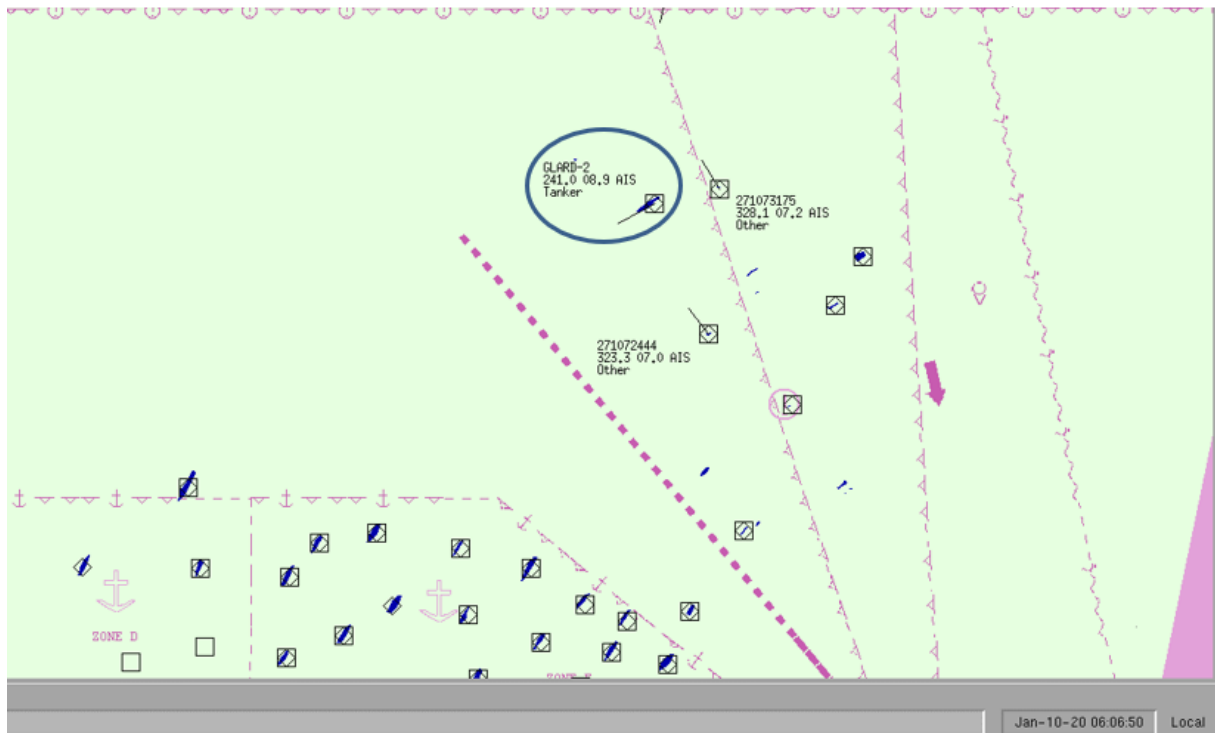 GLARD-2
241.0 08.9 AIS
Tanker
271073175
328.1 07.2 AIS
Other
271072444
323.3 07.0 AIS
Other
ZONE D
Jan-10-20 06:06:50
Local